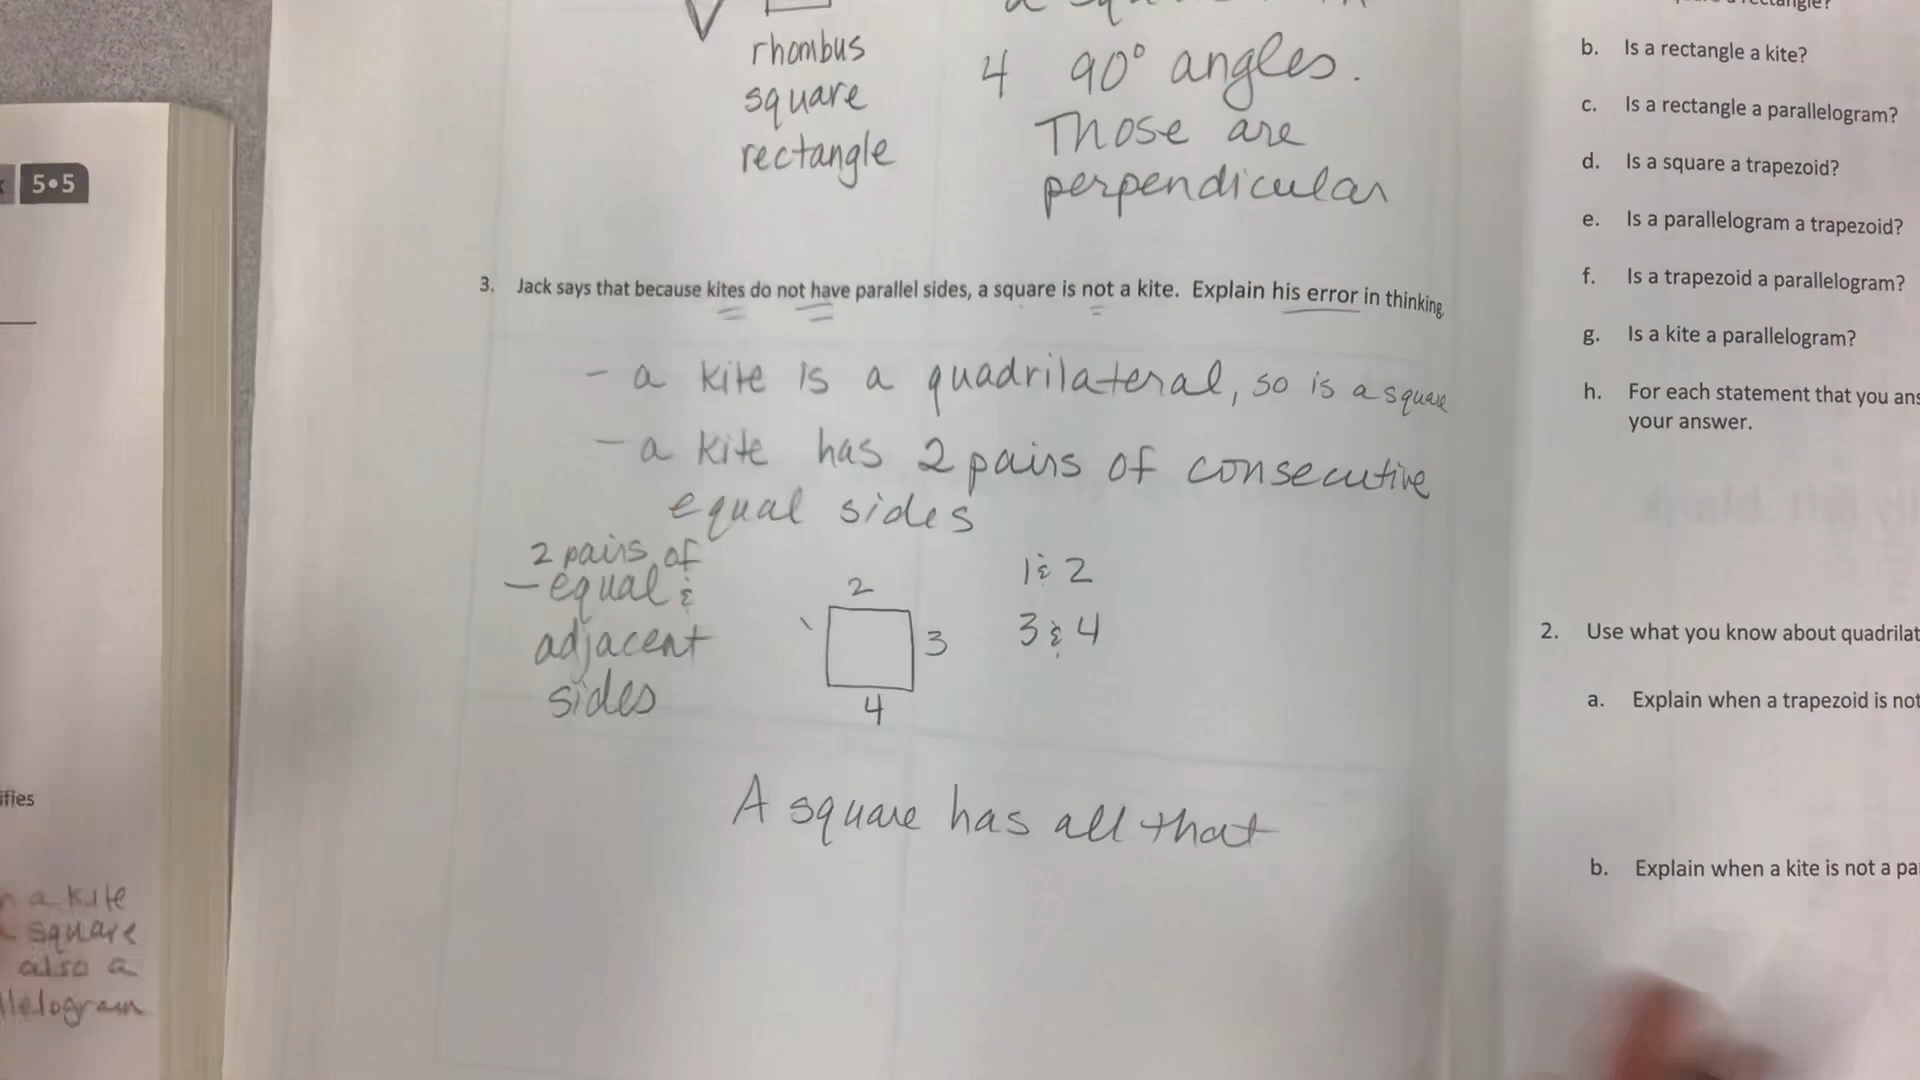 rhombus
square
rectangle
4 90° angles.
Those are
perpendicular
5•5
3. Jack says that because kites do not have parallel sides, a square is not a kite. Explain his error in thinking.
- a kite is a quadrilateral, so is a square
- a kite has 2 pairs of consecutive
equal sides
2 pairs of
- equal &
adjacent
sides
2
1
3
4
1 & 2
3 & 4
A square has all that
ifies
a kite
square
also a
llelogram
rectangle?
b. Is a rectangle a kite?
c. Is a rectangle a parallelogram?
d. Is a square a trapezoid?
e. Is a parallelogram a trapezoid?
f. Is a trapezoid a parallelogram?
g. Is a kite a parallelogram?
h. For each statement that you ans
your answer.
2. Use what you know about quadrilat
a. Explain when a trapezoid is not
b. Explain when a kite is not a pa